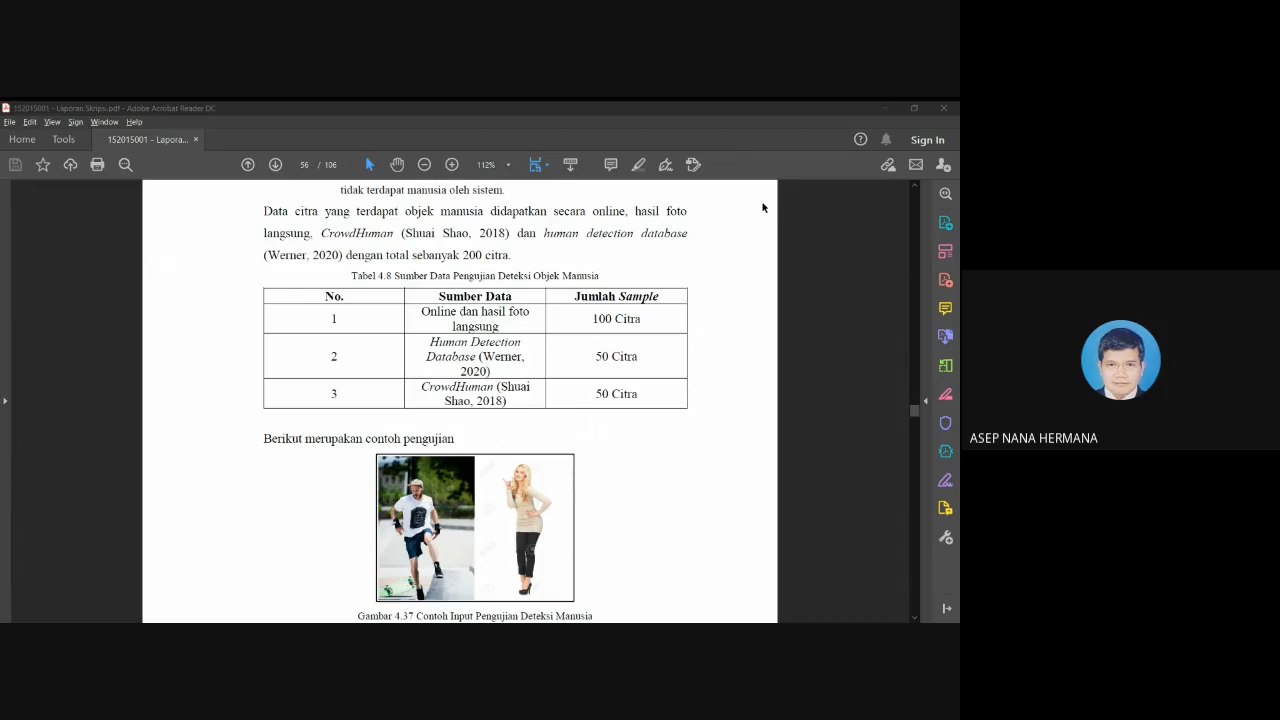 152015001 - Laporan Skrips..pdf - Adobe Acrobat Reader DC
File Edit View Sign Window Help
Home Tools 152015001 - Lapora... × Sign In
56 / 106 112%
tidak terdapat manusia oleh sistem.
Data citra yang terdapat objek manusia didapatkan secara online, hasil foto
langsung, CrowdHuman (Shuai Shao, 2018) dan human detection database
(Werner, 2020) dengan total sebanyak 200 citra.
Tabel 4.8 Sumber Data Pengujian Deteksi Objek Manusia
No. Sumber Data Jumlah Sample
1 Online dan hasil foto langsung 100 Citra
2 Human Detection Database (Werner, 2020) 50 Citra
3 CrowdHuman (Shuai Shao, 2018) 50 Citra
Berikut merupakan contoh pengujian
Gambar 4.37 Contoh Input Pengujian Deteksi Manusia
ASEP NANA HERMANA